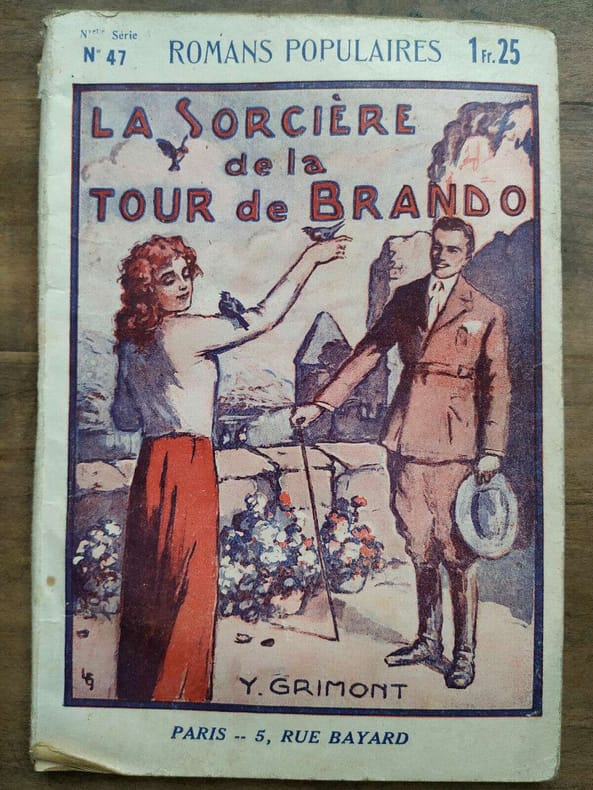 Nlle Série
N° 47
ROMANS POPULAIRES
1 Fr. 25
LA SORCIÈRE
de la
TOUR de BRANDO
Y. GRIMONT
PARIS -- 5, RUE BAYARD